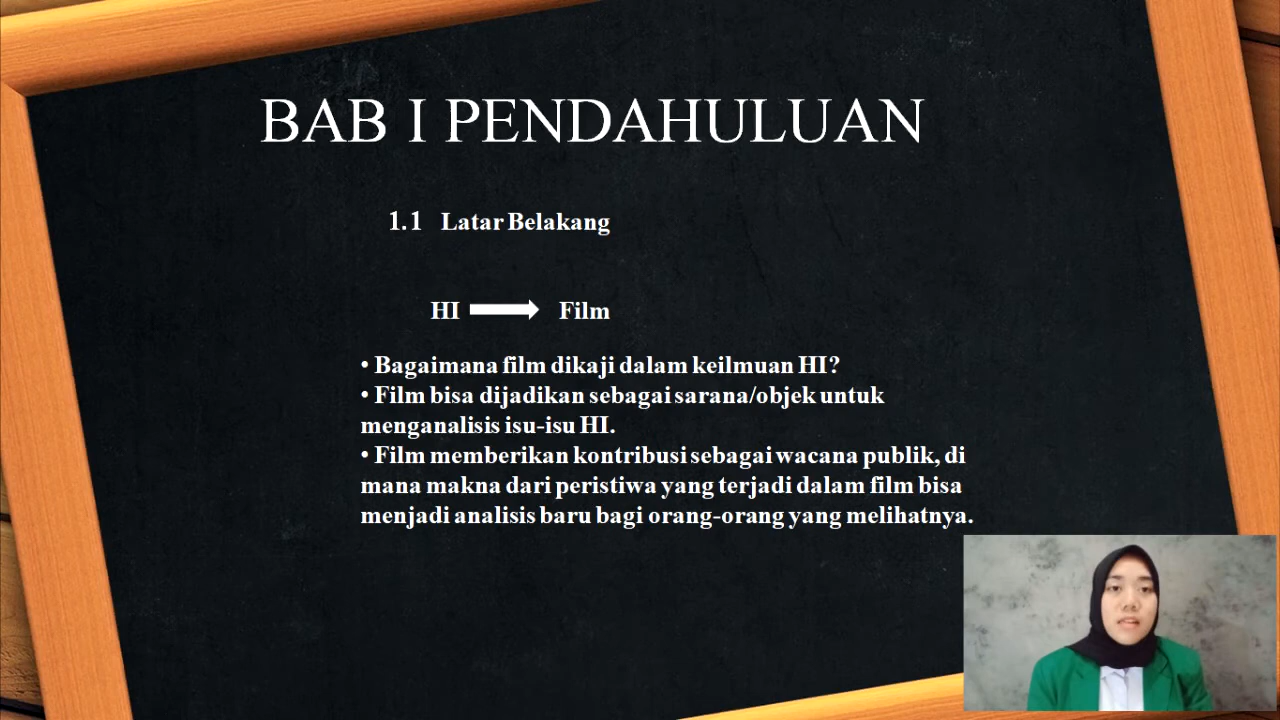 BAB I PENDAHULUAN
1.1 Latar Belakang
HI Film
• Bagaimana film dikaji dalam keilmuan HI?
• Film bisa dijadikan sebagai sarana/objek untuk
menganalisis isu-isu HI.
• Film memberikan kontribusi sebagai wacana publik, di
mana makna dari peristiwa yang terjadi dalam film bisa
menjadi analisis baru bagi orang-orang yang melihatnya.